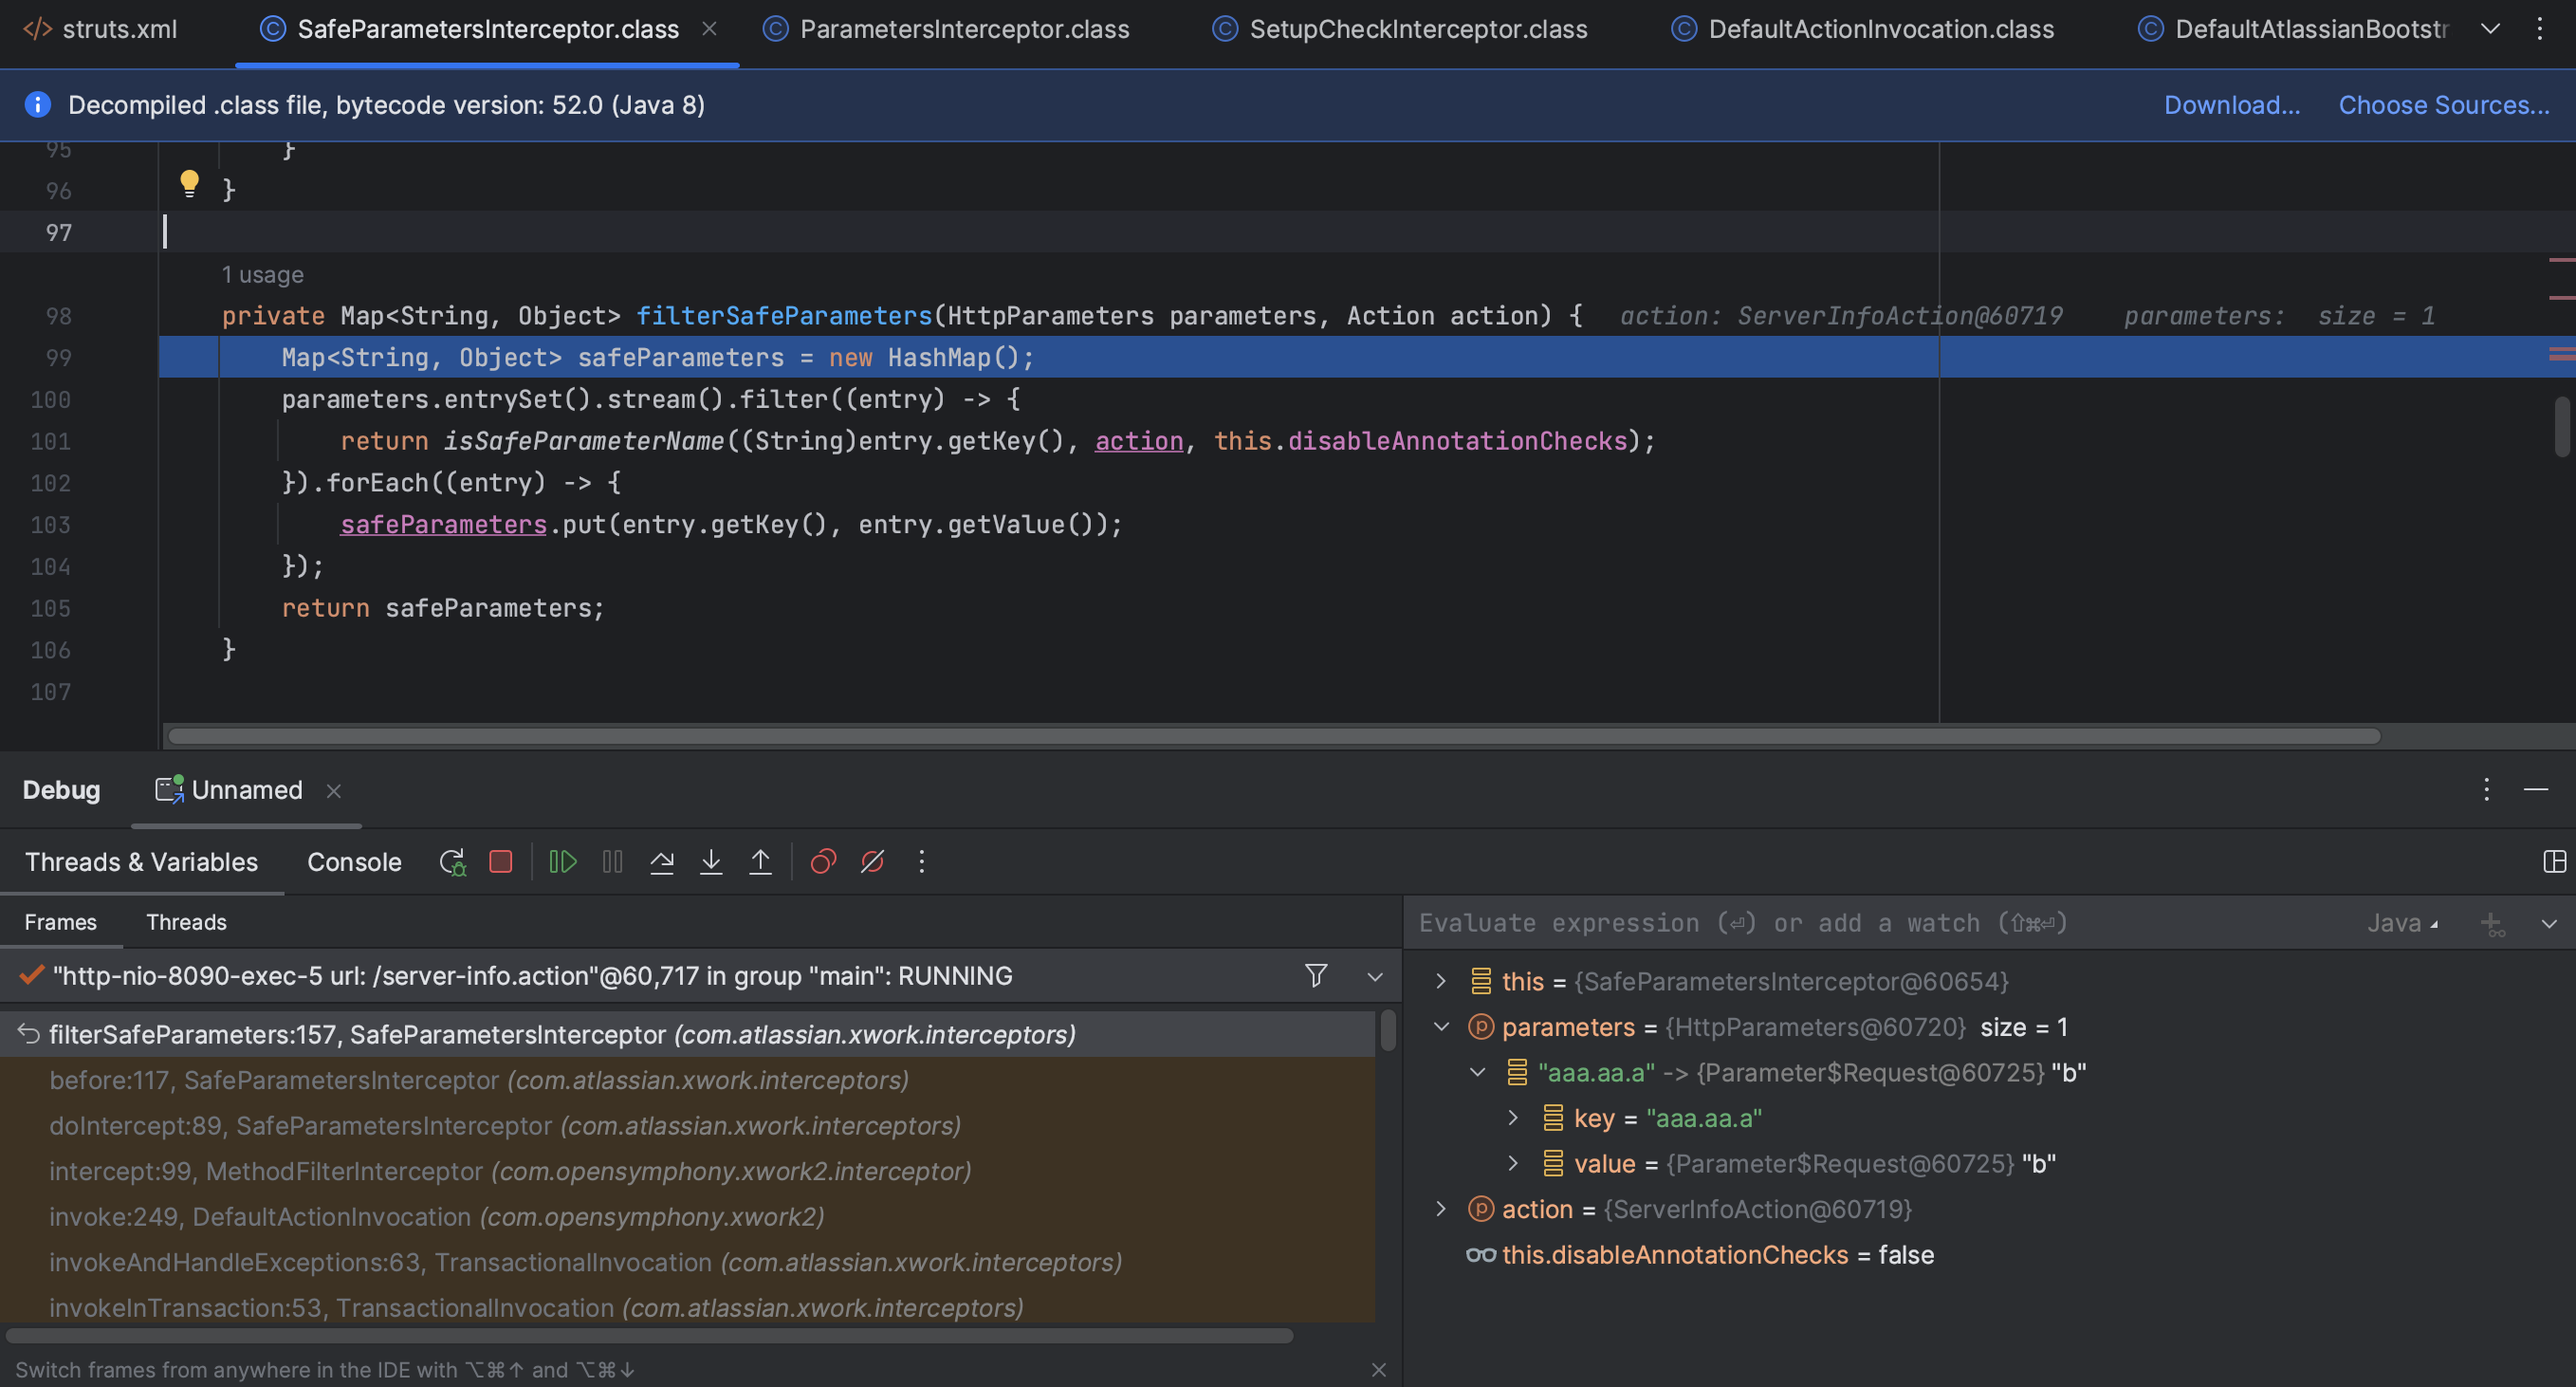 struts.xml SafeParametersInterceptor.class ParametersInterceptor.class SetupCheckInterceptor.class DefaultActionInvocation.class DefaultAtlassianBootstr
Decompiled .class file, bytecode version: 52.0 (Java 8) Download... Choose Sources...
95 }
96 }
97
1 usage
98 private Map<String, Object> filterSafeParameters(HttpParameters parameters, Action action) { action: ServerInfoAction@60719 parameters: size = 1
99 Map<String, Object> safeParameters = new HashMap();
100 parameters.entrySet().stream().filter((entry) -> {
101 return isSafeParameterName((String)entry.getKey(), action, this.disableAnnotationChecks);
102 }).forEach((entry) -> {
103 safeParameters.put(entry.getKey(), entry.getValue());
104 });
105 return safeParameters;
106 }
107
Debug Unnamed
Threads & Variables Console
Frames Threads
"http-nio-8090-exec-5 url: /server-info.action"@60,717 in group "main": RUNNING
filterSafeParameters:157, SafeParametersInterceptor (com.atlassian.xwork.interceptors)
before:117, SafeParametersInterceptor (com.atlassian.xwork.interceptors)
doIntercept:89, SafeParametersInterceptor (com.atlassian.xwork.interceptors)
intercept:99, MethodFilterInterceptor (com.opensymphony.xwork2.interceptor)
invoke:249, DefaultActionInvocation (com.opensymphony.xwork2)
invokeAndHandleExceptions:63, TransactionalInvocation (com.atlassian.xwork.interceptors)
invokeInTransaction:53, TransactionalInvocation (com.atlassian.xwork.interceptors)
Switch frames from anywhere in the IDE with ⌥⌘↑ and ⌥⌘↓
Evaluate expression (⏎) or add a watch (⇧⌘⏎) Java
this = {SafeParametersInterceptor@60654}
parameters = {HttpParameters@60720} size = 1
"aaa.aa.a" -> {Parameter$Request@60725} "b"
key = "aaa.aa.a"
value = {Parameter$Request@60725} "b"
action = {ServerInfoAction@60719}
this.disableAnnotationChecks = false